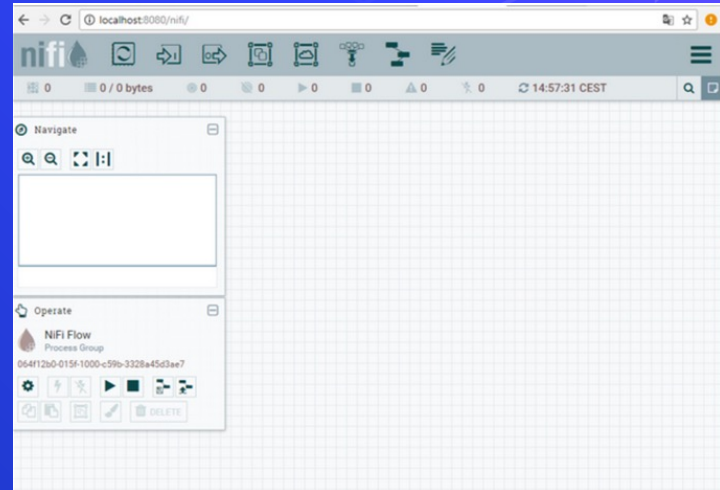 localhost:8080/nifi/
nifi
0 0 / 0 bytes 0 0 0 0 0 0 14:57:31 CEST
Navigate
Operate
NiFi Flow
Process Group
064f12b0-015f-1000-c59b-3328a45d3ae7
DELETE